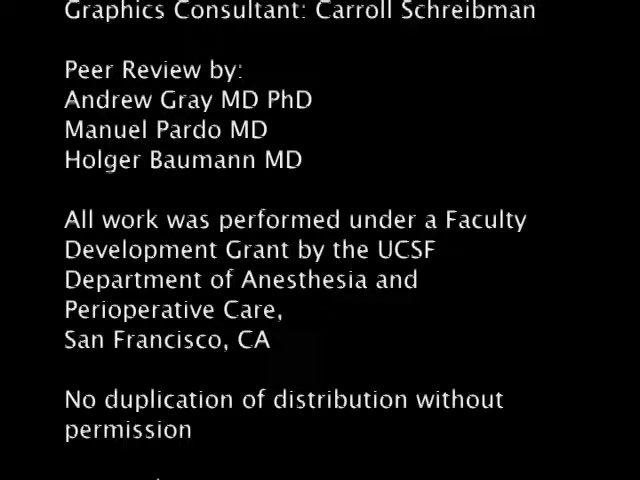 Graphics Consultant: Carroll Schreibman
Peer Review by:
Andrew Gray MD PhD
Manuel Pardo MD
Holger Baumann MD
All work was performed under a Faculty
Development Grant by the UCSF
Department of Anesthesia and
Perioperative Care,
San Francisco, CA
No duplication of distribution without
permission